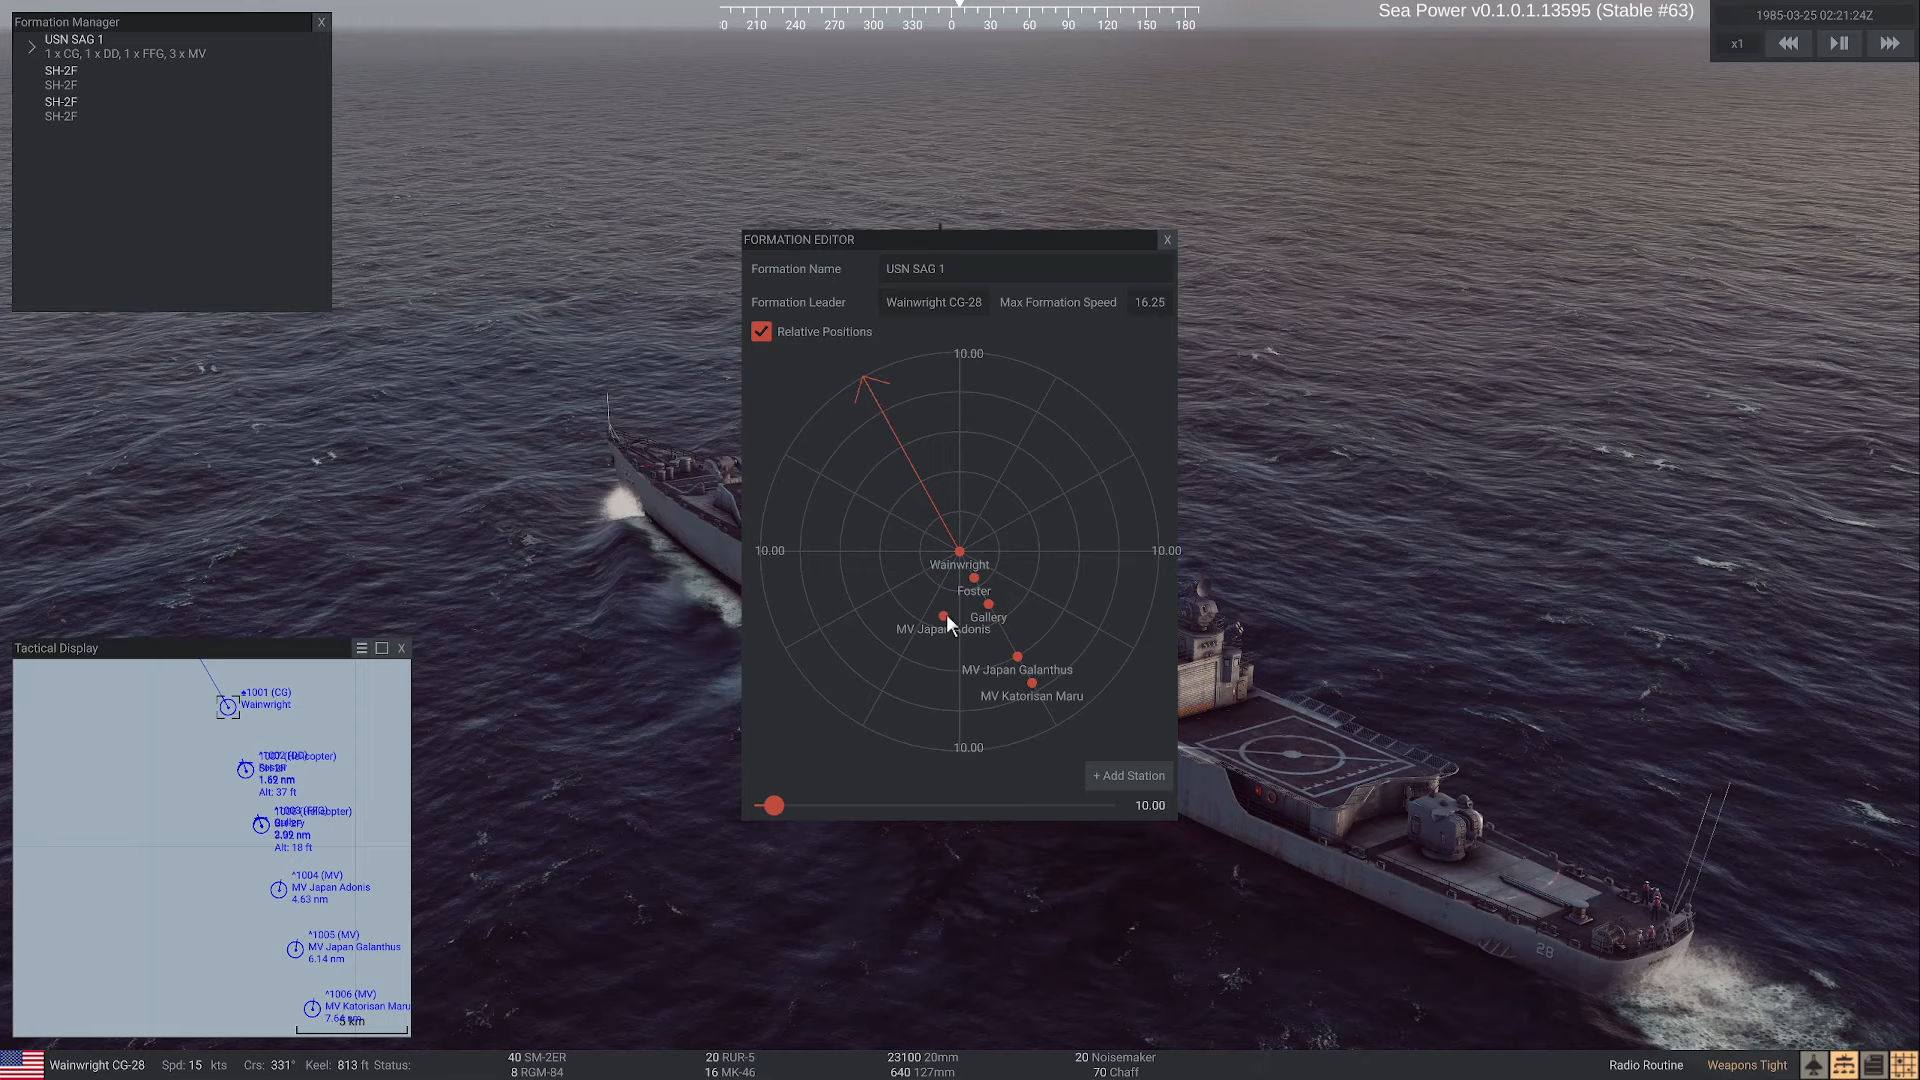 Formation Manager
X
USN SAG 1
1 x CG, 1 x DD, 1 x FFG, 3 x MV
SH-2F
SH-2F
SH-2F
SH-2F
210 240 270 300 330 0 30 60 90 120 150 180
Sea Power v0.1.0.1.13595 (Stable #63)
1985-03-25 02:21:24Z
x1
FORMATION EDITOR
X
Formation Name
USN SAG 1
Formation Leader
Wainwright CG-28
Max Formation Speed
16.25
Relative Positions
10.00
10.00
10.00
Wainwright
Foster
Gallery
MV Japan Adonis
MV Japan Galanthus
MV Katorisan Maru
10.00
+ Add Station
10.00
Tactical Display
X
1001 (CG)
Wainwright
Alt: 37 ft
Alt: 18 ft
^1004 (MV)
MV Japan Adonis
4.63 nm
^1005 (MV)
MV Japan Galanthus
6.14 nm
^1006 (MV)
MV Katorisan Maru
5 km
28
Wainwright CG-28
Spd: 15 kts
Crs: 331°
Keel: 813 ft
Status:
40 SM-2ER
8 RGM-84
20 RUR-5
16 MK-46
23100 20mm
640 127mm
20 Noisemaker
70 Chaff
Radio Routine
Weapons Tight